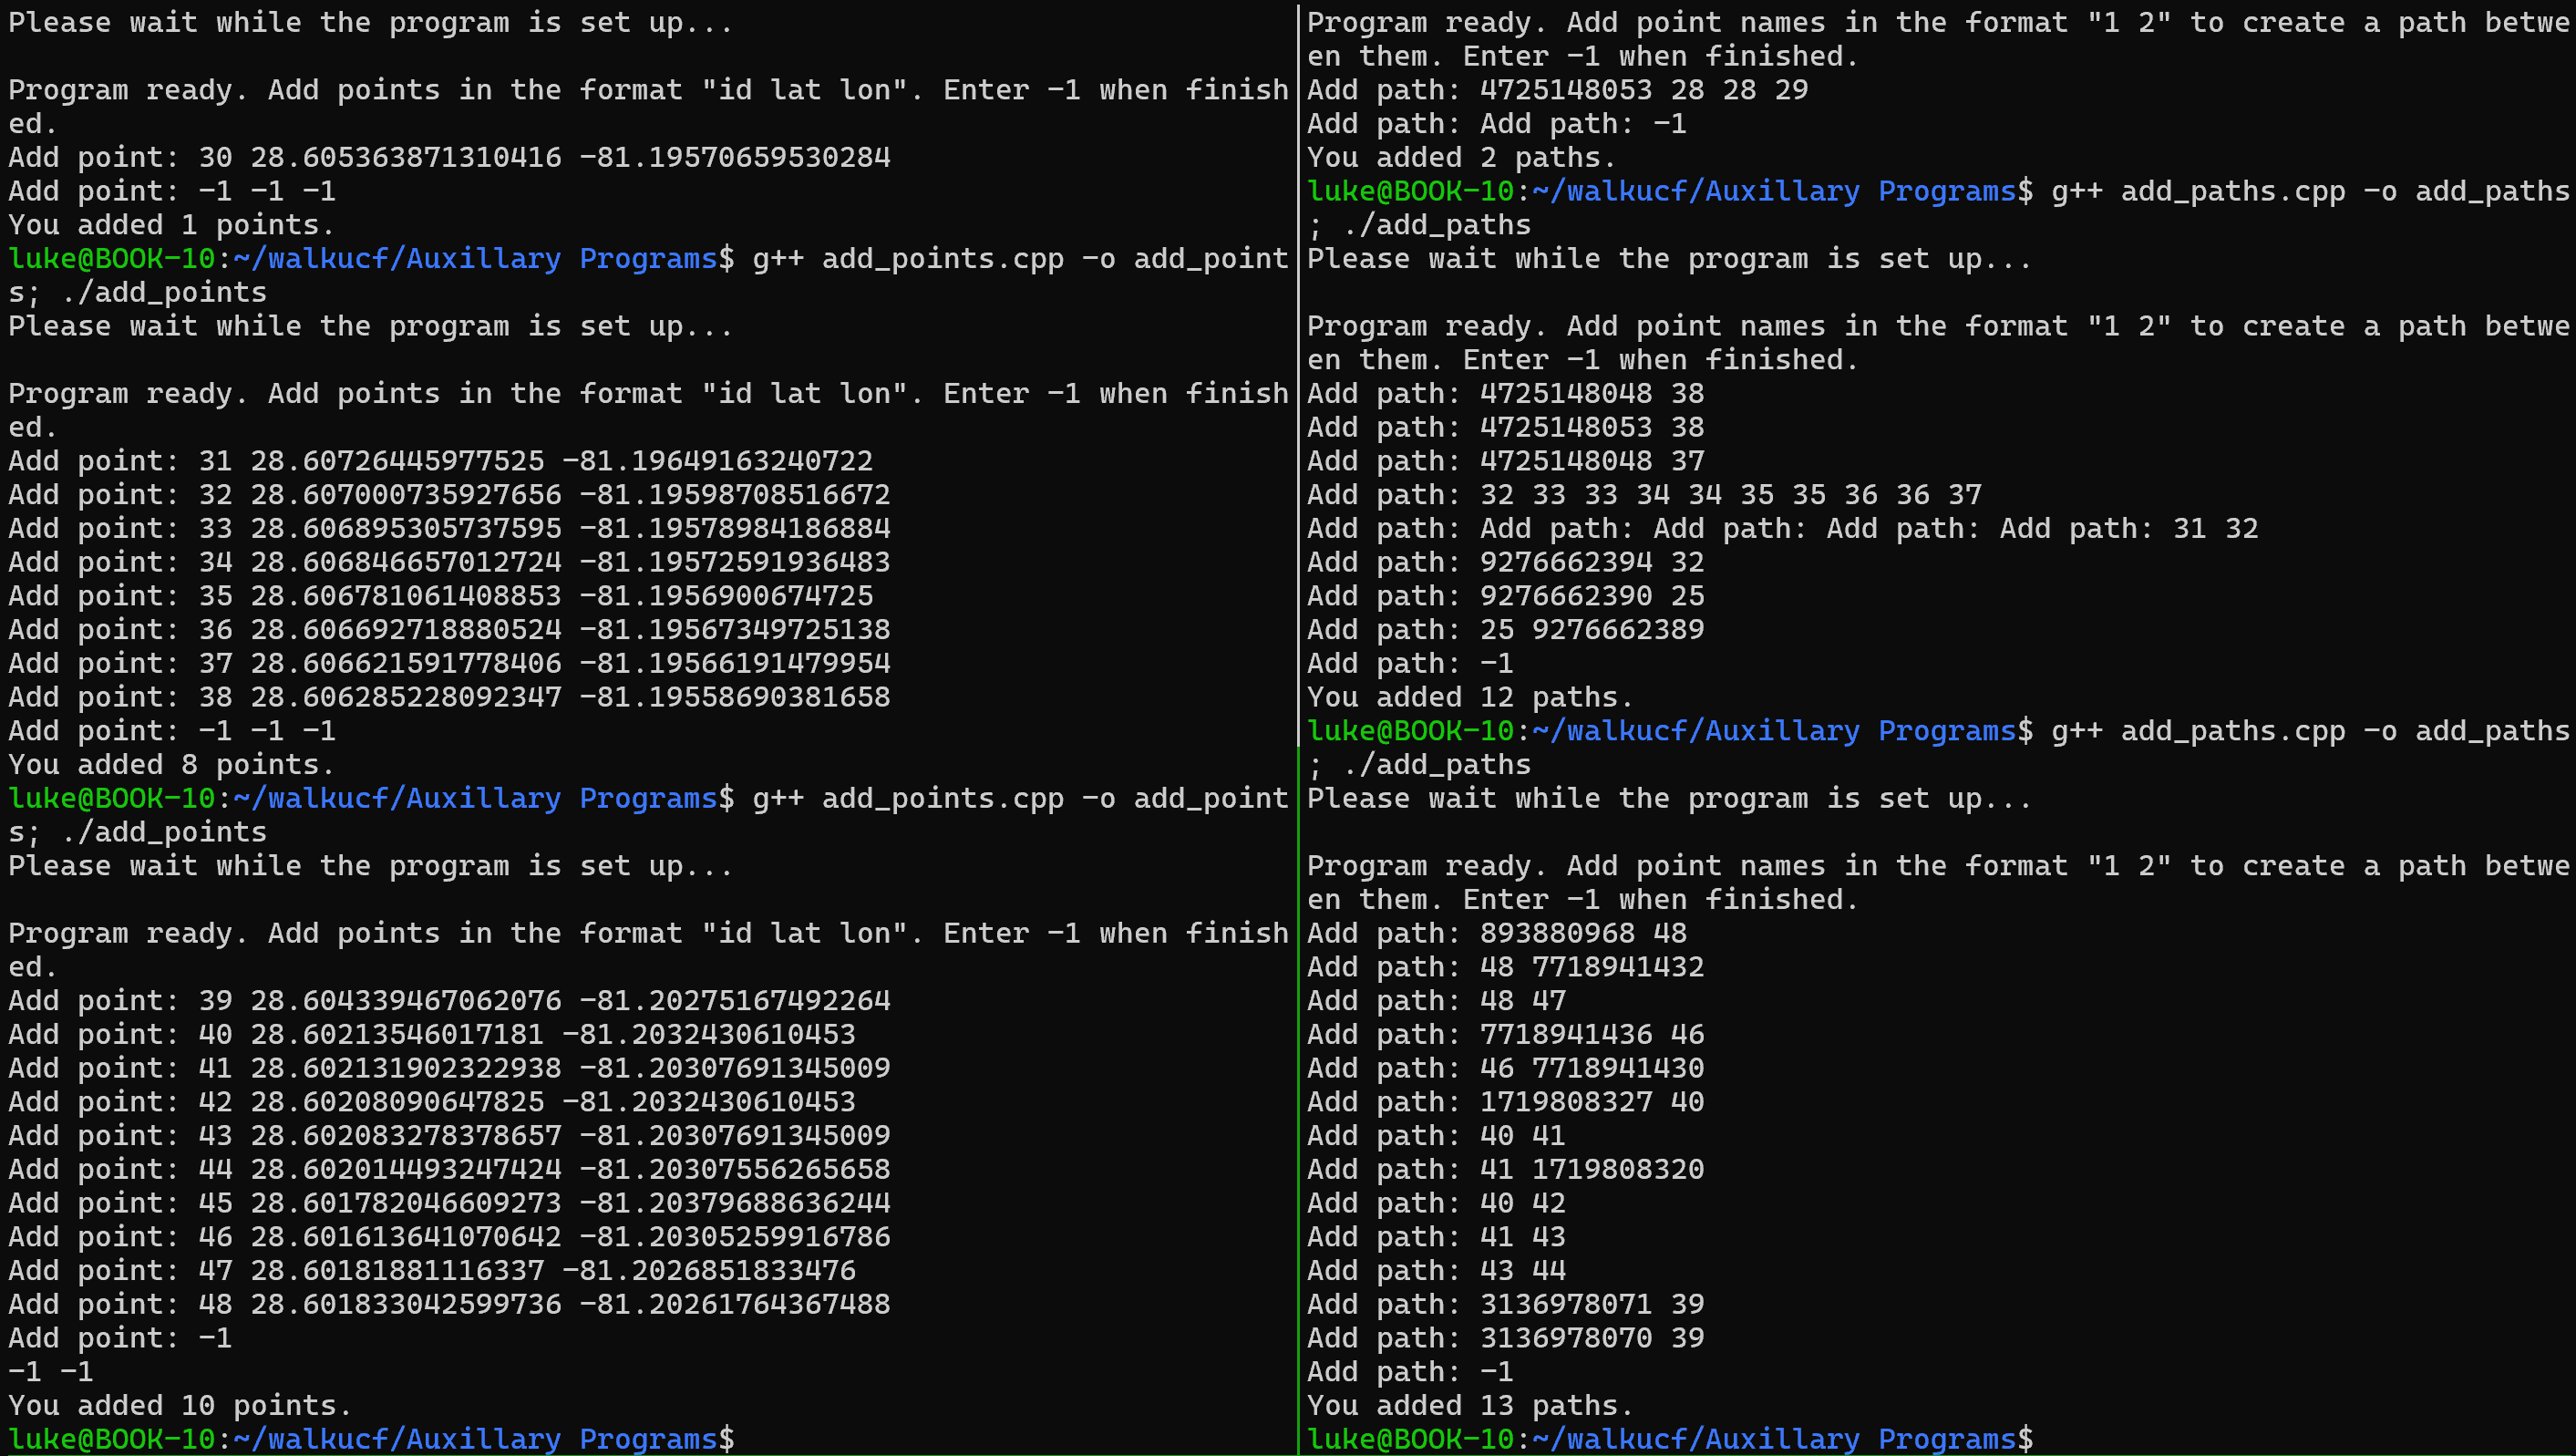 Please wait while the program is set up...
Program ready. Add points in the format "id lat lon". Enter -1 when finish
ed.
Add point: 30 28.605363871310416 -81.19570659530284
Add point: -1 -1 -1
You added 1 points.
luke@BOOK-10:~/walkucf/Auxillary Programs$ g++ add_points.cpp -o add_point
s; ./add_points
Please wait while the program is set up...
Program ready. Add points in the format "id lat lon". Enter -1 when finish
ed.
Add point: 31 28.60726445977525 -81.19649163240722
Add point: 32 28.607000735927656 -81.19598708516672
Add point: 33 28.606895305737595 -81.19578984186884
Add point: 34 28.606846657012724 -81.19572591936483
Add point: 35 28.606781061408853 -81.1956900674725
Add point: 36 28.606692718880524 -81.19567349725138
Add point: 37 28.606621591778406 -81.19566191479954
Add point: 38 28.606285228092347 -81.19558690381658
Add point: -1 -1 -1
You added 8 points.
luke@BOOK-10:~/walkucf/Auxillary Programs$ g++ add_points.cpp -o add_point
s; ./add_points
Please wait while the program is set up...
Program ready. Add points in the format "id lat lon". Enter -1 when finish
ed.
Add point: 39 28.604339467062076 -81.20275167492264
Add point: 40 28.60213546017181 -81.2032430610453
Add point: 41 28.602131902322938 -81.20307691345009
Add point: 42 28.60208090647825 -81.2032430610453
Add point: 43 28.602083278378657 -81.20307691345009
Add point: 44 28.602014493247424 -81.20307556265658
Add point: 45 28.601782046609273 -81.20379688636244
Add point: 46 28.601613641070642 -81.20305259916786
Add point: 47 28.60181881116337 -81.2026851833476
Add point: 48 28.601833042599736 -81.20261764367488
Add point: -1
-1 -1
You added 10 points.
luke@BOOK-10:~/walkucf/Auxillary Programs$
Program ready. Add point names in the format "1 2" to create a path betwe
en them. Enter -1 when finished.
Add path: 4725148053 28 28 29
Add path: Add path: -1
You added 2 paths.
luke@BOOK-10:~/walkucf/Auxillary Programs$ g++ add_paths.cpp -o add_paths
; ./add_paths
Please wait while the program is set up...
Program ready. Add point names in the format "1 2" to create a path betwe
en them. Enter -1 when finished.
Add path: 4725148048 38
Add path: 4725148053 38
Add path: 4725148048 37
Add path: 32 33 33 34 34 35 35 36 36 37
Add path: Add path: Add path: Add path: Add path: 31 32
Add path: 9276662394 32
Add path: 9276662390 25
Add path: 25 9276662389
Add path: -1
You added 12 paths.
luke@BOOK-10:~/walkucf/Auxillary Programs$ g++ add_paths.cpp -o add_paths
; ./add_paths
Please wait while the program is set up...
Program ready. Add point names in the format "1 2" to create a path betwe
en them. Enter -1 when finished.
Add path: 893880968 48
Add path: 48 7718941432
Add path: 48 47
Add path: 7718941436 46
Add path: 46 7718941430
Add path: 1719808327 40
Add path: 40 41
Add path: 41 1719808320
Add path: 40 42
Add path: 41 43
Add path: 43 44
Add path: 3136978071 39
Add path: 3136978070 39
Add path: -1
You added 13 paths.
luke@BOOK-10:~/walkucf/Auxillary Programs$